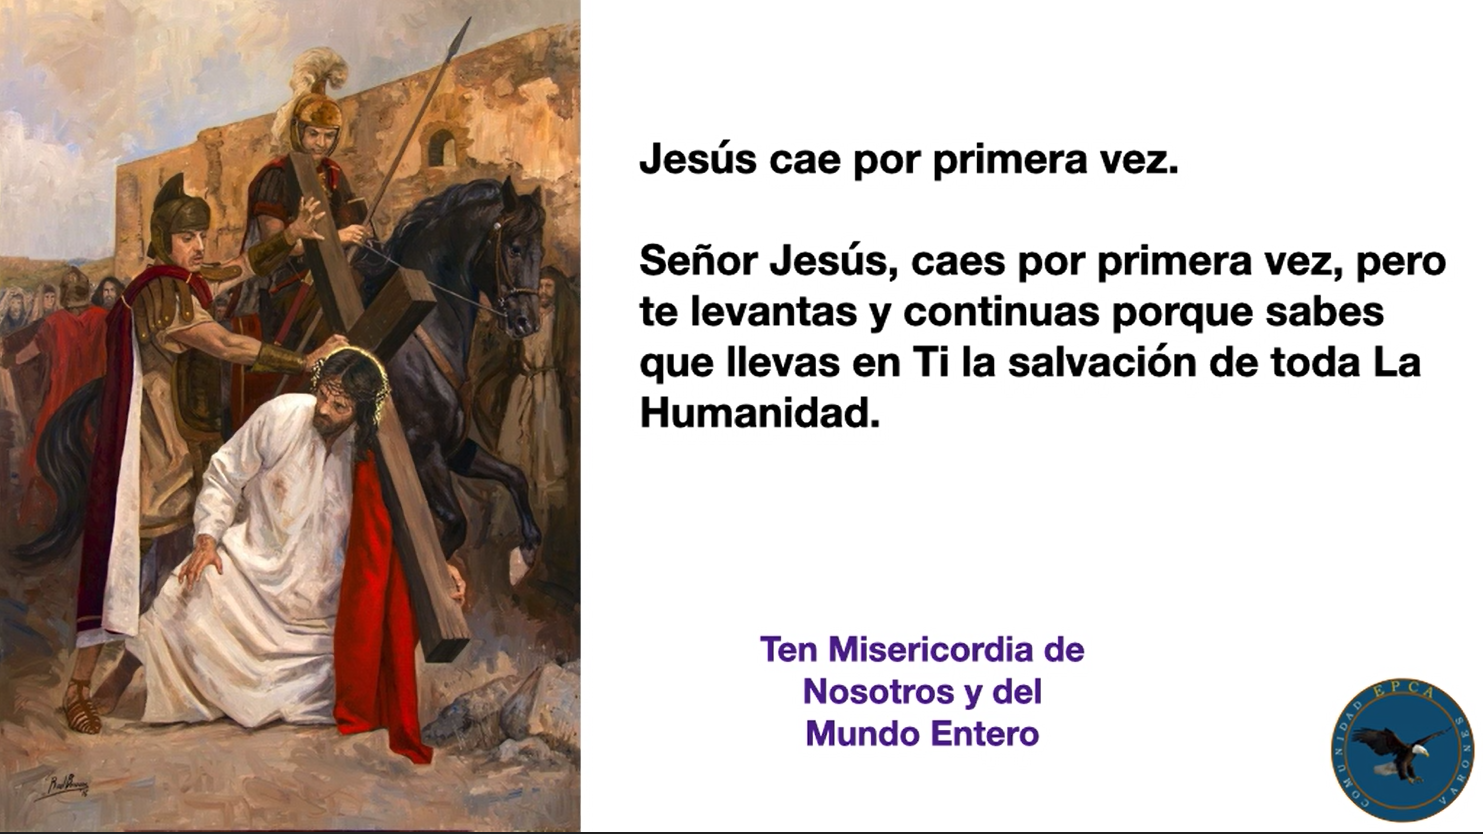 Jesús cae por primera vez.
Señor Jesús, caes por primera vez, pero
te levantas y continuas porque sabes
que llevas en Ti la salvación de toda La
Humanidad.
Ten Misericordia de
Nosotros y del
Mundo Entero
COMUNIDAD EPCA VARONES